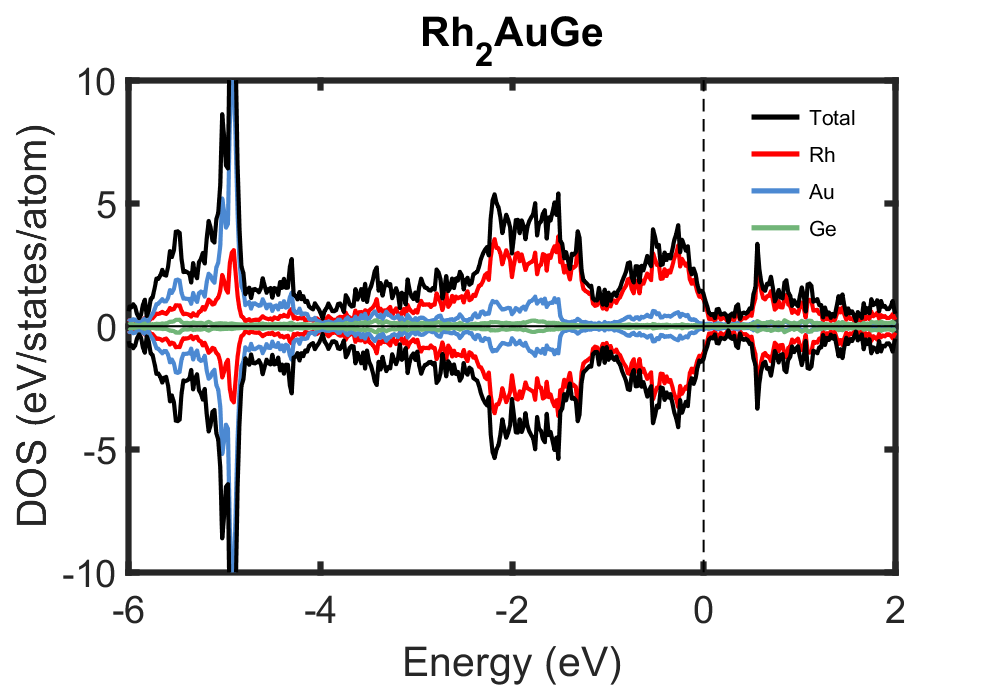 Rh₂AuGe
DOS (eV/states/atom)
10
5
0
-5
-10
Total
Rh
Au
Ge
-6 -4 -2 0 2
Energy (eV)